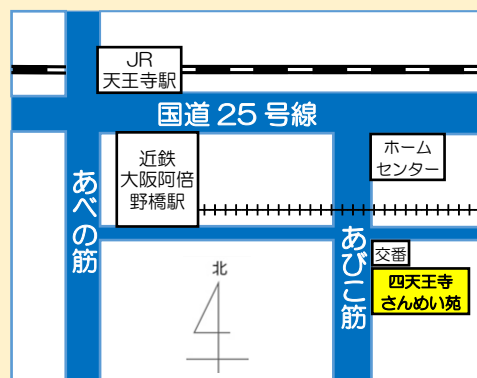 JR
天王寺駅
国道25号線
近鉄
大阪阿倍
野橋駅
ホーム
センター
あべの筋
あびこ筋
交番
四天王寺
さんめい苑
北